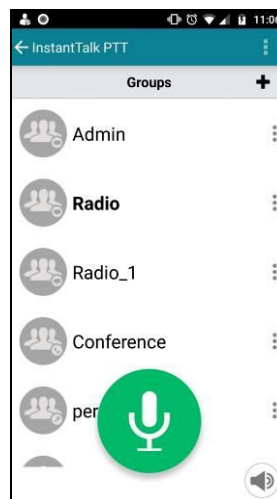 11:06
InstantTalk PTT
Groups
Admin
Radio
Radio_1
Conference
per